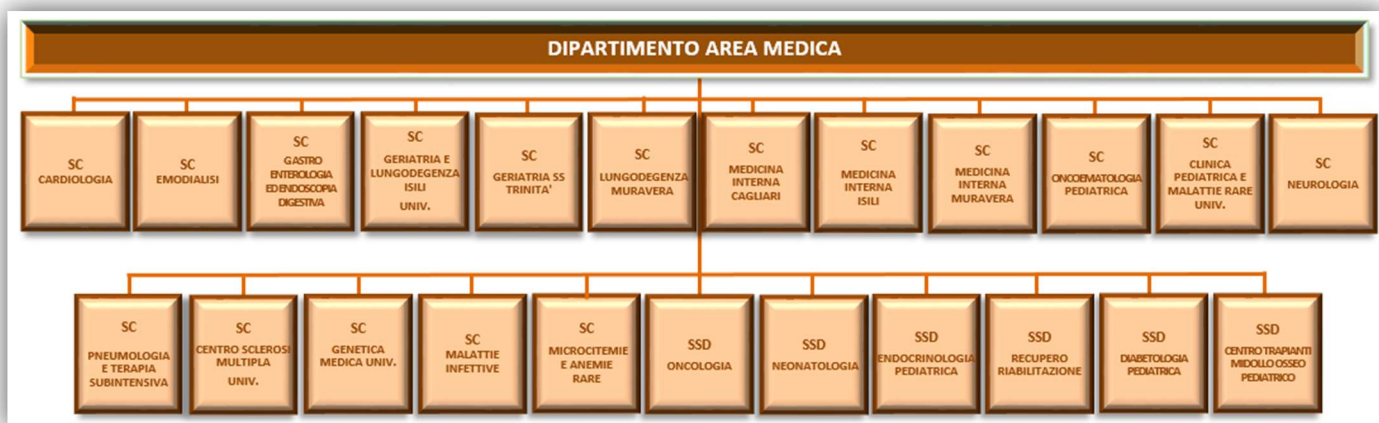 DIPARTIMENTO AREA MEDICA
SC
CARDIOLOGIA
SC
EMODIALISI
SC
GASTRO
ENTEROLOGIA
ED ENDOSCOPIA
DIGESTIVA
SC
GERIATRIA E
LUNGODEGENZA
ISILI
UNIV.
SC
GERIATRIA SS
TRINITA'
SC
LUNGODEGENZA
MURAVERA
SC
MEDICINA
INTERNA
CAGLIARI
SC
MEDICINA
INTERNA
ISILI
SC
MEDICINA
INTERNA
MURAVERA
SC
ONCOEMATOLOGIA
PEDIATRICA
SC
CLINICA
PEDIATRICA E
MALATTIE RARE
UNIV.
SC
NEUROLOGIA
SC
PNEUMOLOGIA
E TERAPIA
SUBINTENSIVA
SC
CENTRO SCLEROSI
MULTIPLA
UNIV.
SC
GENETICA
MEDICA UNIV.
SC
MALATTIE
INFETTIVE
SC
MICROCITEMIE
E ANEMIE
RARE
SSD
ONCOLOGIA
SSD
NEONATOLOGIA
SSD
ENDOCRINOLOGIA
PEDIATRICA
SSD
RECUPERO
RIABILITAZIONE
SSD
DIABETOLOGIA
PEDIATRICA
SSD
CENTRO TRAPIANTI
MIDOLLO OSSEO
PEDIATRICO